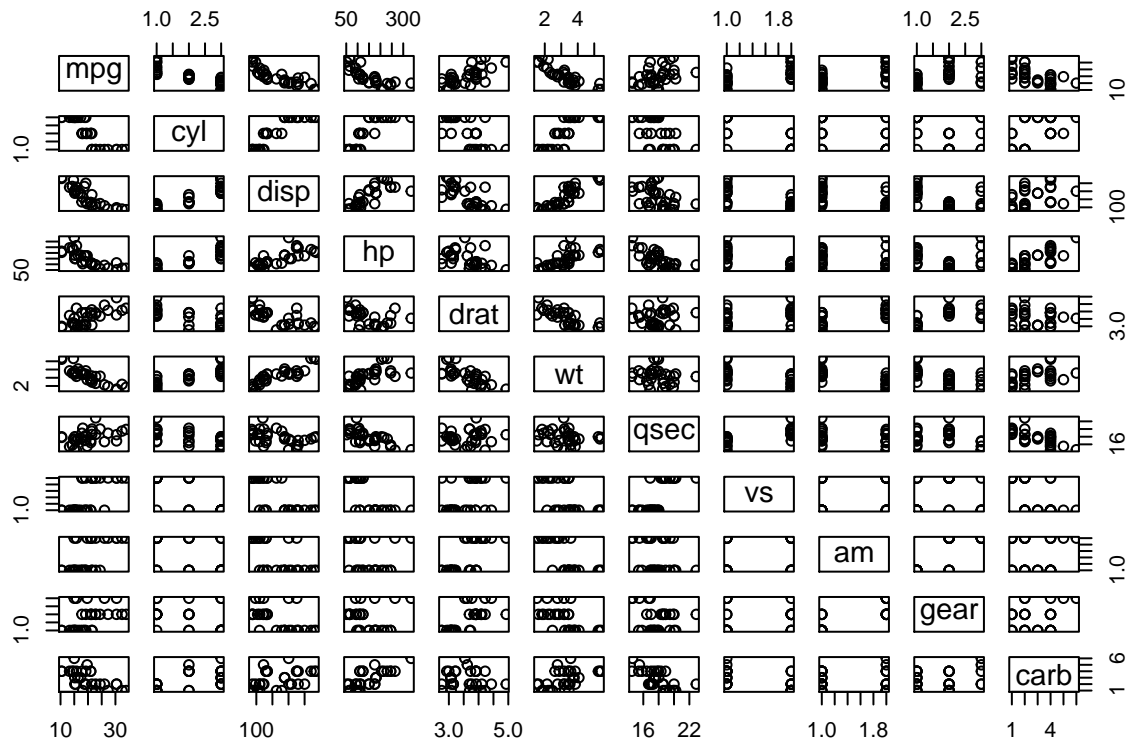 1.0 2.5 50 300 2 4 1.0 1.8 1.0 2.5
mpg 10
1.0 cyl
disp 100
50 hp
drat 3.0
2 wt
qsec 16
1.0 vs
am 1.0
1.0 gear
carb 1 6
10 30 100 3.0 5.0 16 22 1.0 1.8 1 4